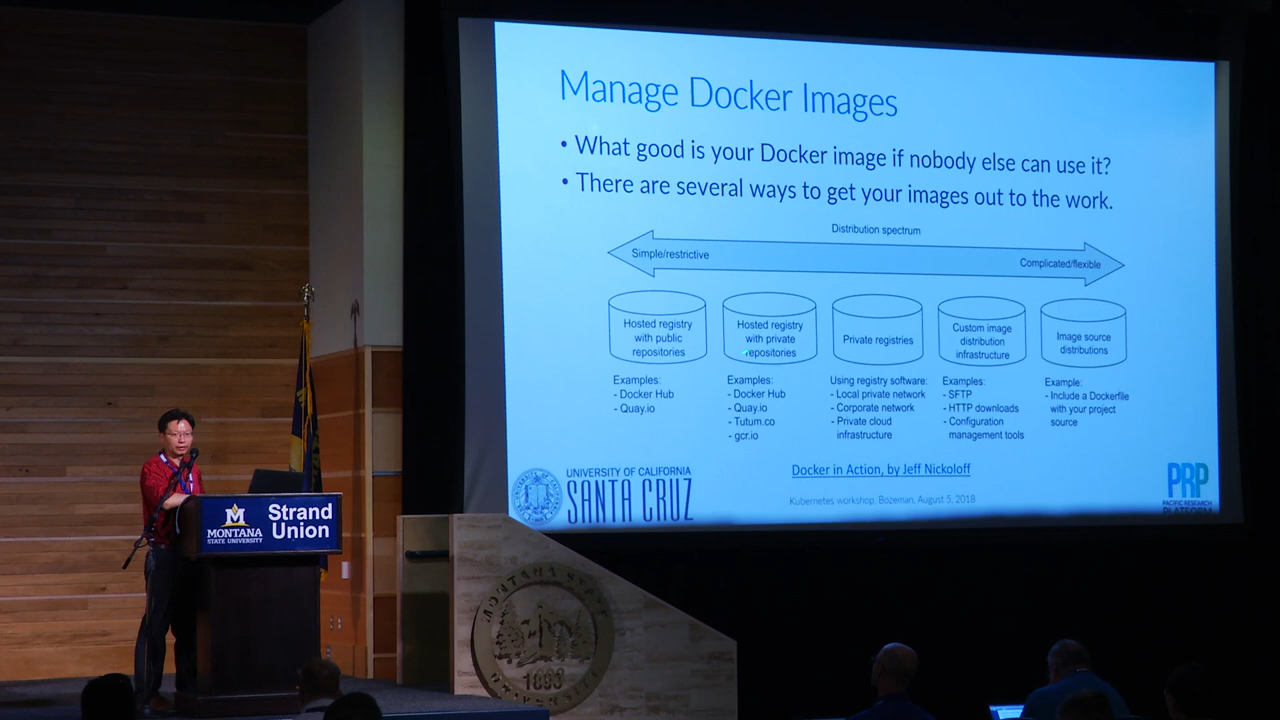 Manage Docker Images
• What good is your Docker image if nobody else can use it?
• There are several ways to get your images out to the work.
Distribution spectrum
Simple/restrictive
Complicated/flexible
Hosted registry
with public
repositories
Hosted registry
with private
repositories
Private registries
Custom image
distribution
infrastructure
Image source
distributions
Examples:
- Docker Hub
- Quay.io
Examples:
- Docker Hub
- Quay.io
- Tutum.co
- gcr.io
Using registry software:
- Local private network
- Corporate network
- Private cloud
infrastructure
Examples:
- SFTP
- HTTP downloads
- Configuration
management tools
Example:
- Include a Dockerfile
with your project
source
Docker in Action, by Jeff Nickoloff
Kubernetes workshop, Bozeman, August 5, 2018
UNIVERSITY OF CALIFORNIA
SANTA CRUZ
PRP
PACIFIC RESEARCH
PLATFORM
MONTANA
STATE UNIVERSITY
Strand
Union
MONTANA STATE
UNIVERSITY
1893